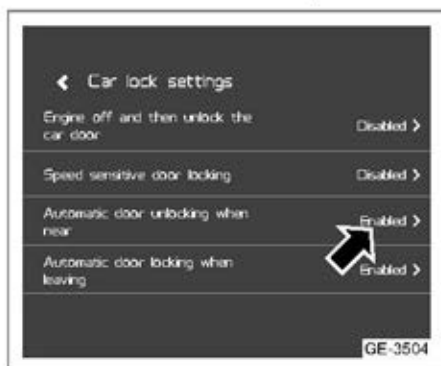 Car lock settings
Engine off and then unlock the
car door
Disabled
Speed sensitive door locking
Disabled
Automatic door unlocking when
near
Enabled
Automatic door locking when
leaving
Enabled
GE-3504